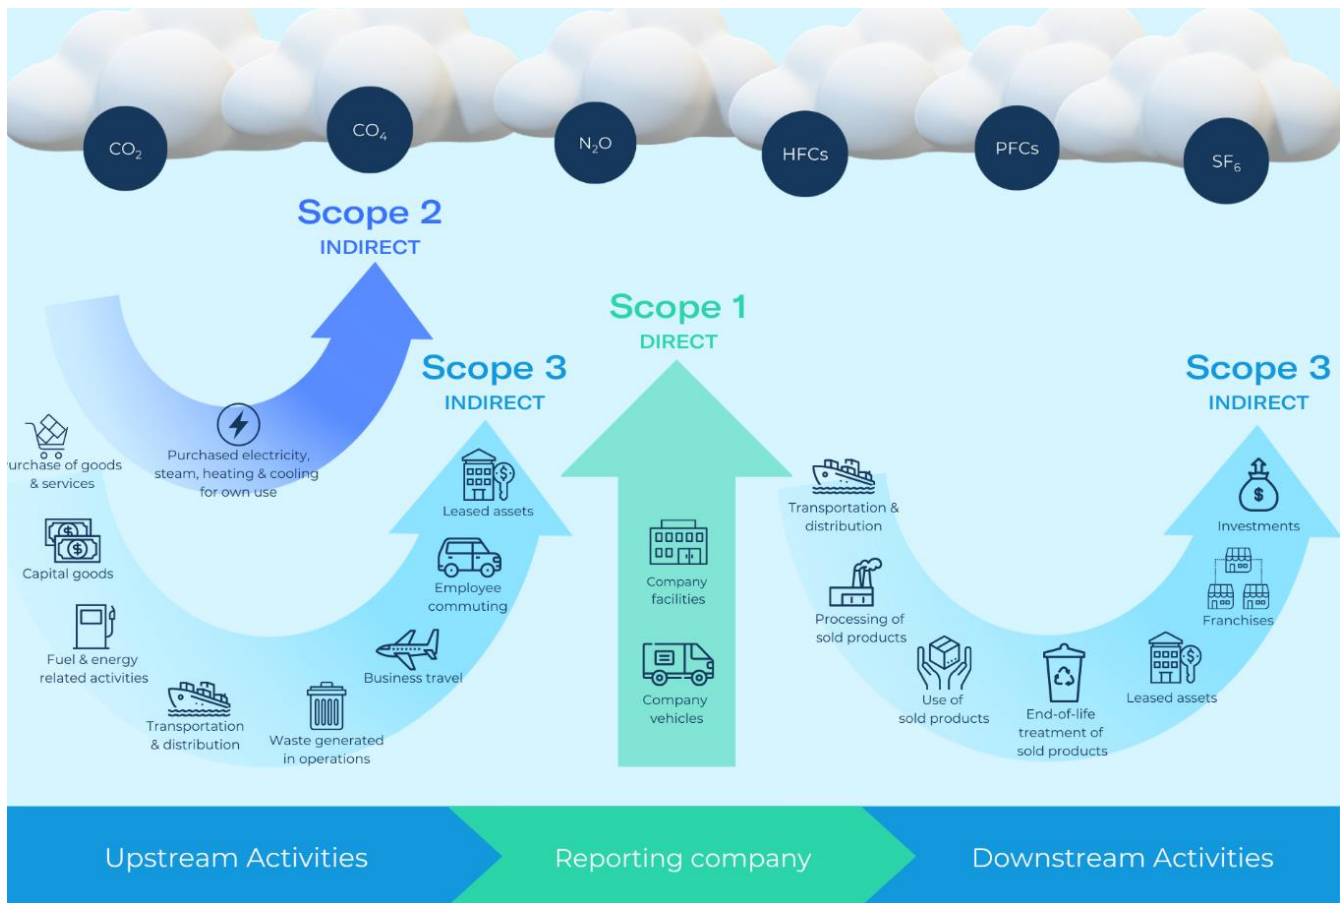 CO₂
CO₄
N₂O
HFCs
PFCs
SF₆
Scope 2
INDIRECT
Purchased electricity,
steam, heating & cooling
for own use
Scope 3
INDIRECT
urchase of goods
& services
Capital goods
Fuel & energy
related activities
Transportation
& distribution
Waste generated
in operations
Business travel
Employee
commuting
Leased assets
Scope 1
DIRECT
Company
facilities
Company
vehicles
Scope 3
INDIRECT
Transportation &
distribution
Processing of
sold products
Use of
sold products
End-of-life
treatment of
sold products
Leased assets
Franchises
Investments
Upstream Activities
Reporting company
Downstream Activities